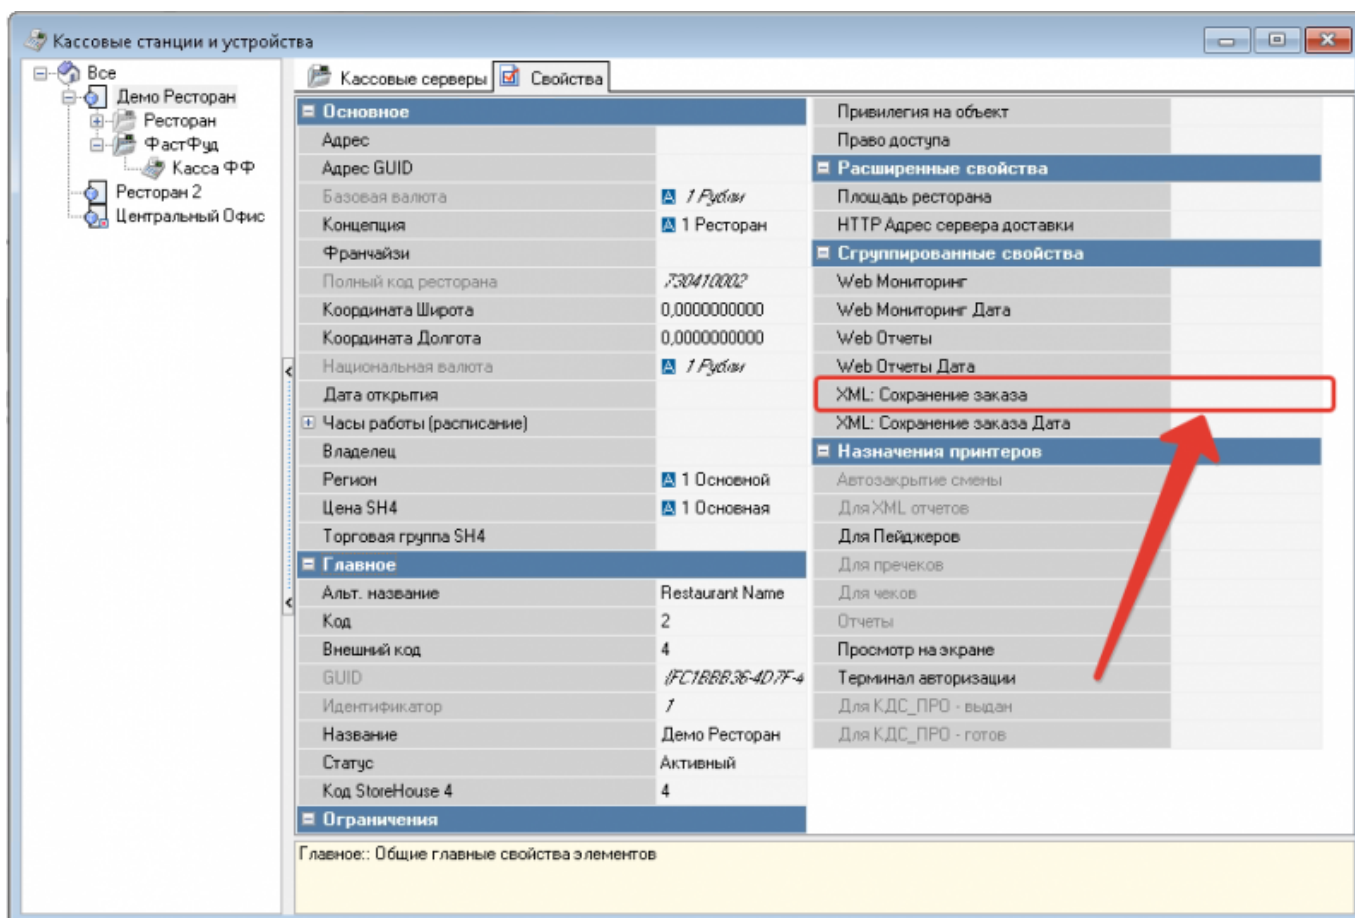 Кассовые станции и устройства
Все
Демо Ресторан
Ресторан
ФастФуд
Касса ФФ
Ресторан 2
Центральный Офис
Кассовые серверы
Свойства
Основное
Адрес
Адрес GUID
Базовая валюта 1 Рубли
Концепция 1 Ресторан
Франчайзи
Полный код ресторана 730410002
Координата Широта 0,0000000000
Координата Долгота 0,0000000000
Национальная валюта 1 Рубли
Дата открытия
Часы работы (расписание)
Владелец
Регион 1 Основной
Цена SH4 1 Основная
Торговая группа SH4
Главное
Альт. название Restaurant Name
Код 2
Внешний код 4
GUID {FC1BBB36-4D7F-4
Идентификатор 1
Название Демо Ресторан
Статус Активный
Код StoreHouse 4 4
Ограничения
Привилегия на объект
Право доступа
Расширенные свойства
Площадь ресторана
HTTP Адрес сервера доставки
Сгруппированные свойства
Web Мониторинг
Web Мониторинг Дата
Web Отчеты
Web Отчеты Дата
XML: Сохранение заказа
XML: Сохранение заказа Дата
Назначения принтеров
Автозакрытие смены
Для XML отчетов
Для Пейджеров
Для пречеков
Для чеков
Отчеты
Просмотр на экране
Терминал авторизации
Для КДС_ПРО - выдан
Для КДС_ПРО - готов
Главное:: Общие главные свойства элементов